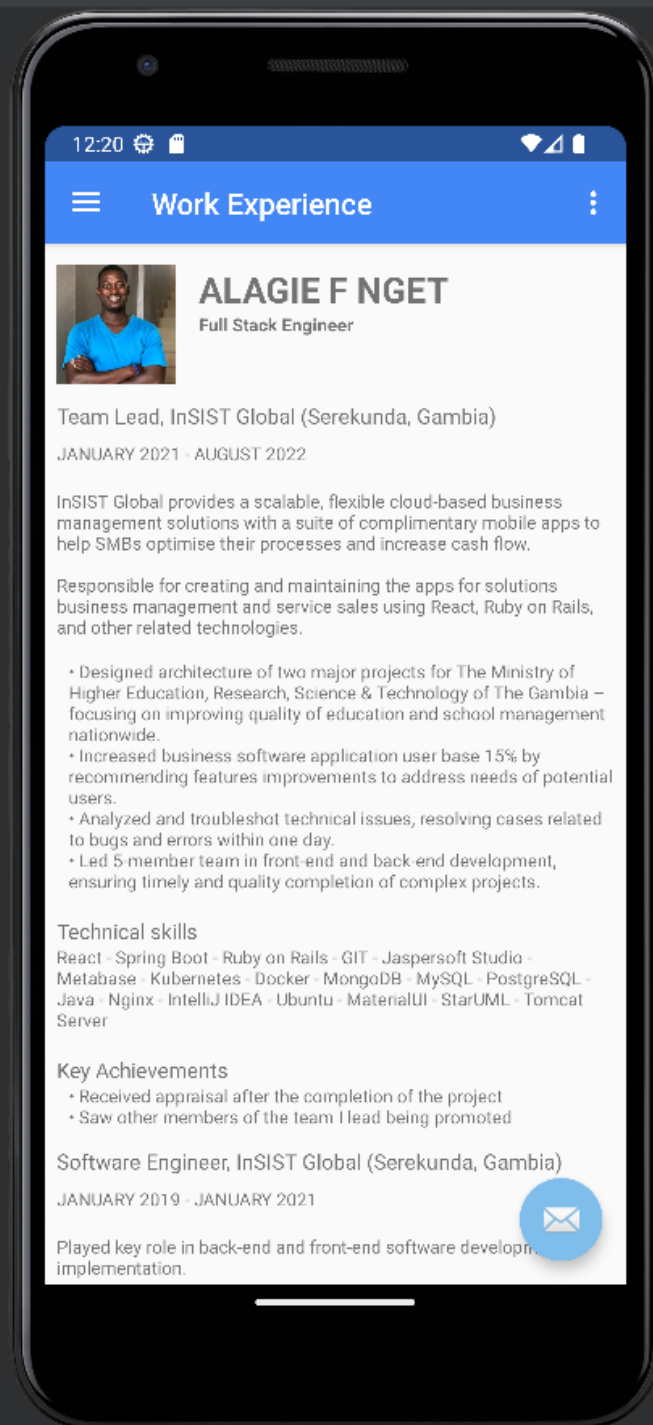 12:20
Work Experience
ALAGIE F NGET
Full Stack Engineer
Team Lead, InSIST Global (Serekunda, Gambia)
JANUARY 2021 - AUGUST 2022
InSIST Global provides a scalable, flexible cloud-based business
management solutions with a suite of complimentary mobile apps to
help SMBs optimise their processes and increase cash flow.
Responsible for creating and maintaining the apps for solutions
business management and service sales using React, Ruby on Rails,
and other related technologies.
• Designed architecture of two major projects for The Ministry of
Higher Education, Research, Science & Technology of The Gambia –
focusing on improving quality of education and school management
nationwide.
• Increased business software application user base 15% by
recommending features improvements to address needs of potential
users.
• Analyzed and troubleshot technical issues, resolving cases related
to bugs and errors within one day.
• Led 5-member team in front-end and back-end development,
ensuring timely and quality completion of complex projects.
Technical skills
React - Spring Boot - Ruby on Rails - GIT - Jaspersoft Studio -
Metabase - Kubernetes - Docker - MongoDB - MySQL - PostgreSQL -
Java - Nginx - IntelliJ IDEA - Ubuntu - MaterialUI - StarUML - Tomcat
Server
Key Achievements
• Received appraisal after the completion of the project
• Saw other members of the team I lead being promoted
Software Engineer, InSIST Global (Serekunda, Gambia)
JANUARY 2019 - JANUARY 2021
Played key role in back-end and front-end software
implementation.